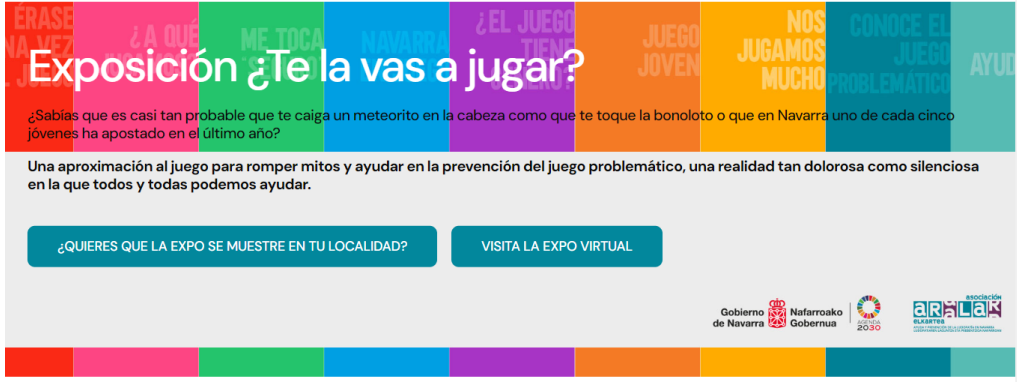 ÉRASE
UNA VEZ
EL JUEGO
¿A QUÉ
ME TOCA
NAVARRA
¿EL JUEGO
TIENE
JUEGO
JOVEN
NOS
JUGAMOS
MUCHO
CONOCE EL
JUEGO
PROBLEMÁTICO
AYUD
Exposición ¿Te la vas a jugar?
¿Sabías que es casi tan probable que te caiga un meteorito en la cabeza como que te toque la bonoloto o que en Navarra uno de cada cinco
jóvenes ha apostado en el último año?
Una aproximación al juego para romper mitos y ayudar en la prevención del juego problemático, una realidad tan dolorosa como silenciosa
en la que todos y todas podemos ayudar.
¿QUIERES QUE LA EXPO SE MUESTRE EN TU LOCALIDAD?
VISITA LA EXPO VIRTUAL
Gobierno
de Navarra
Nafarroako
Gobernua
AGENDA
2030
asociación
aRaLaR
elkartea